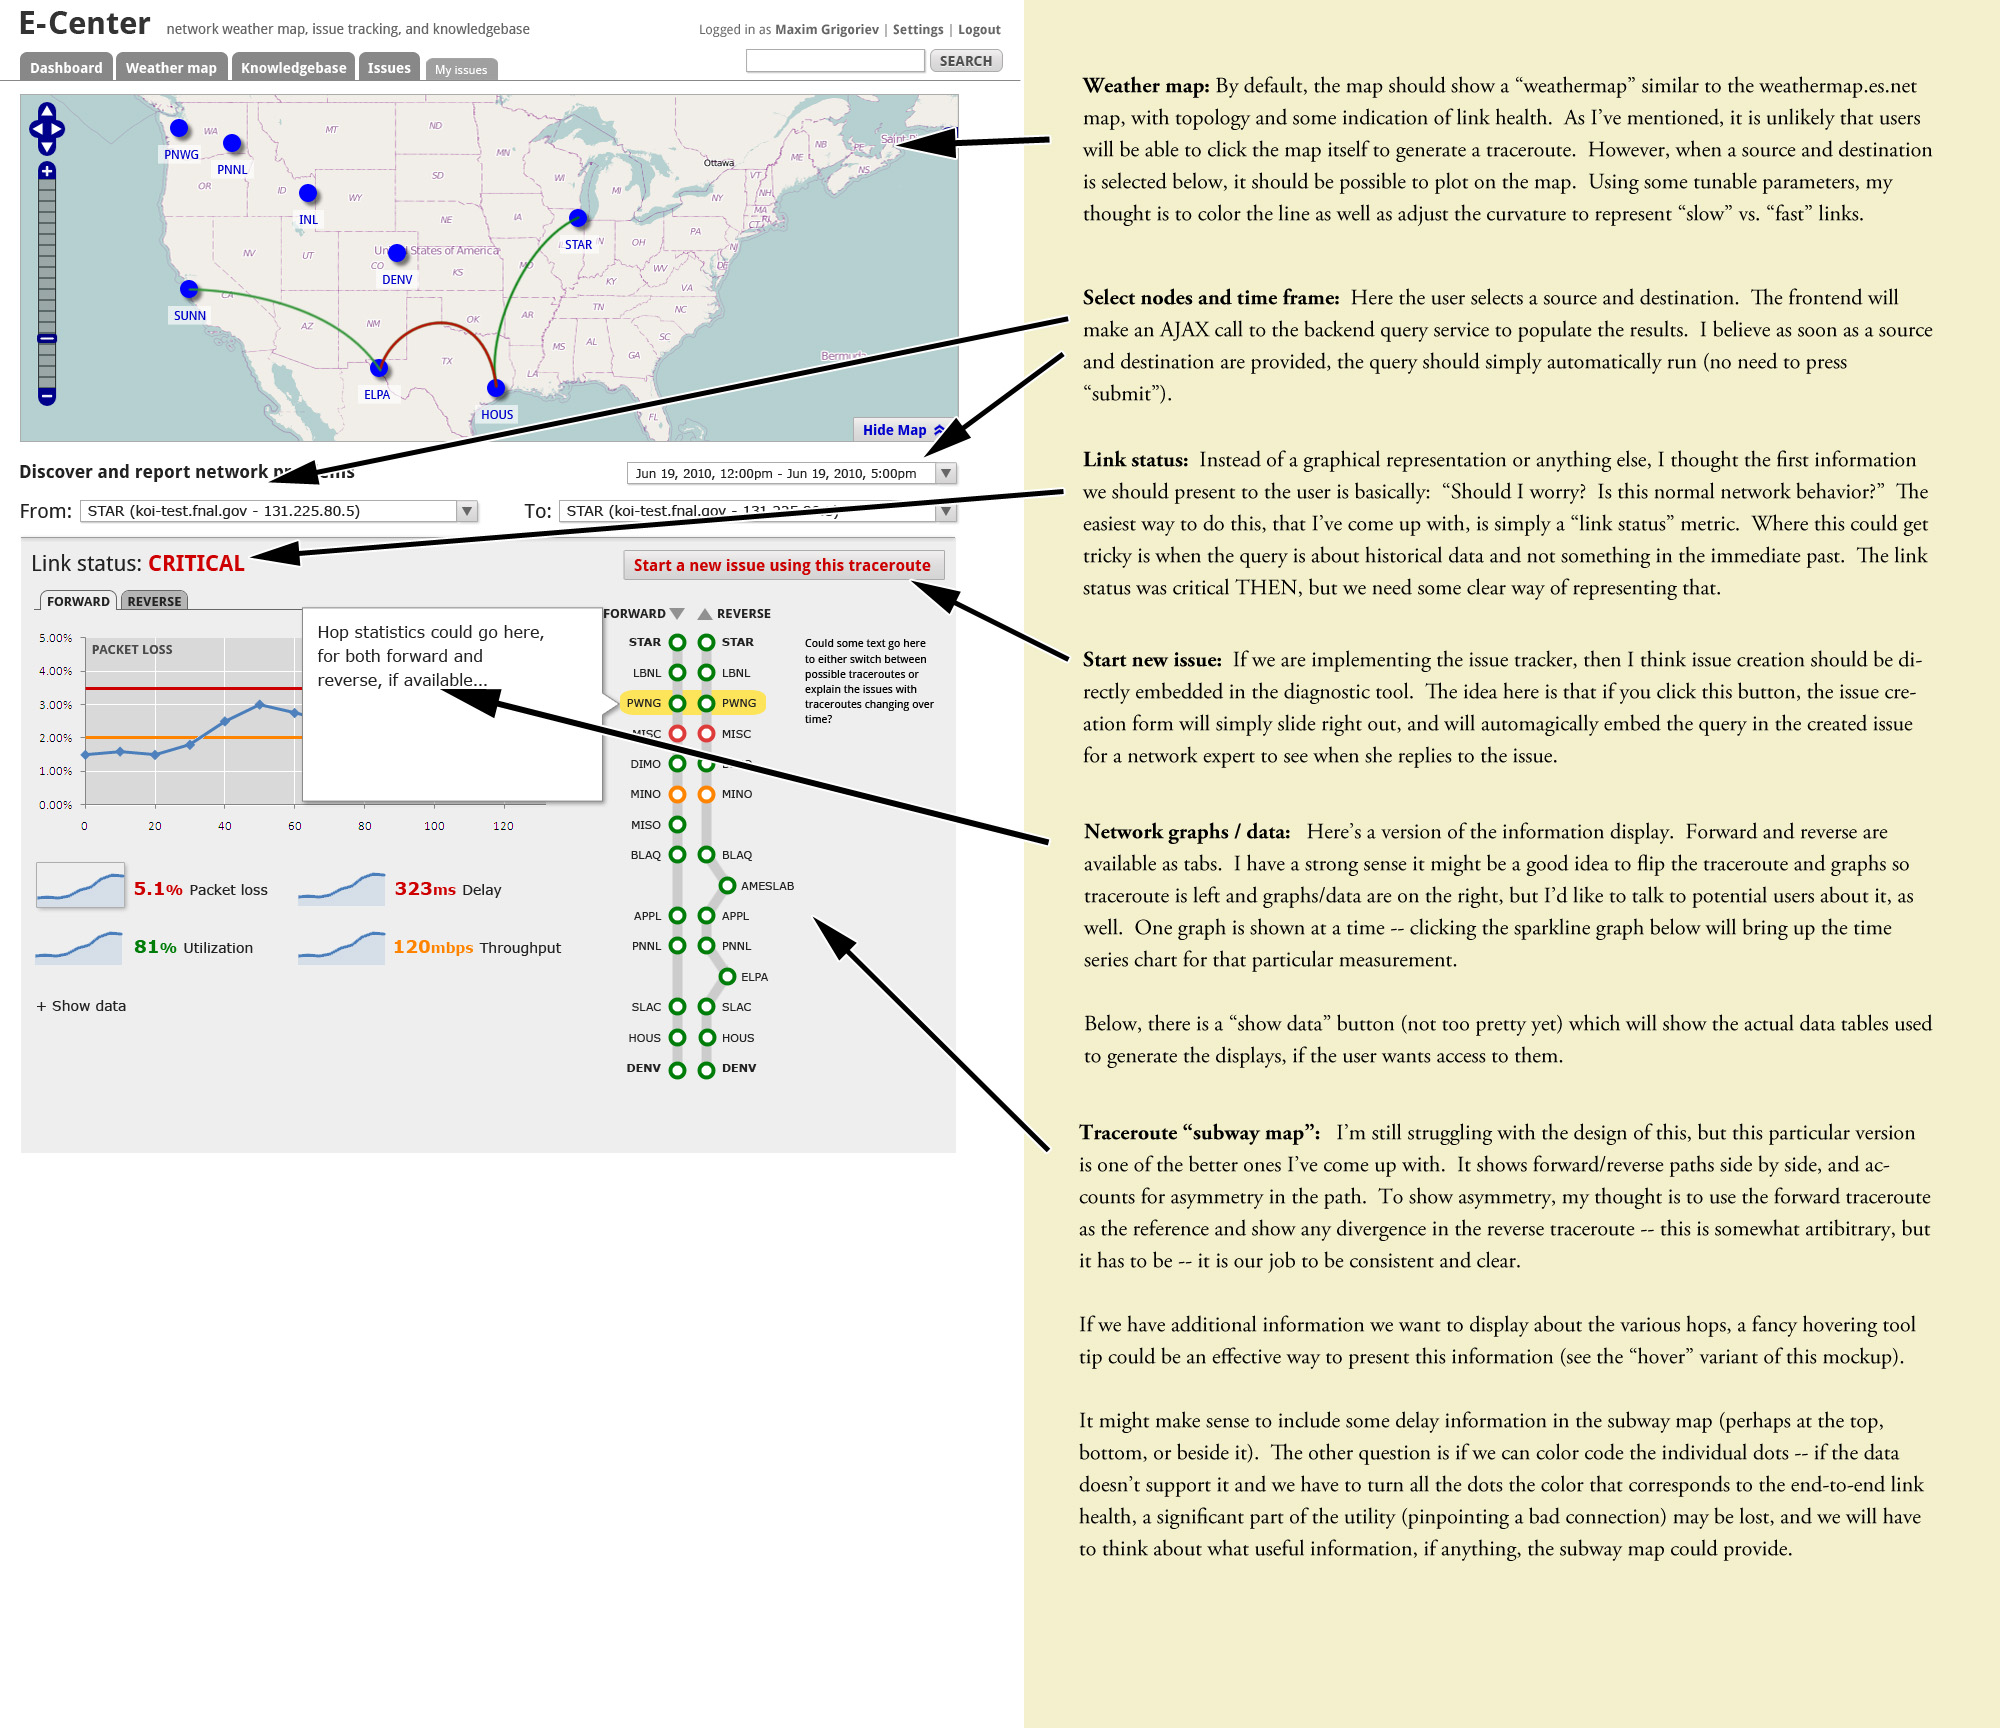 E-Center network weather map, issue tracking, and knowledgebase
Logged in as Maxim Grigoriev | Settings | Logout
Dashboard Weather map Knowledgebase Issues My issues
SEARCH
WA
MT
ND
MN
Ottawa
NB
PE
ME
NS
PNWG
PNNL
OR
ID
WY
SD
WI
MI
VT
NH
NY
MA
CT
RI
INL
NE
IA
PA
NJ
STAR
IN
OH
NV
UT
CO
United States of America
DENV
KS
MO
WV
DE
KY
VA
SUNN
CA
AZ
NM
OK
AR
TN
NC
SC
MS
AL
GA
TX
LA
Bermuda
ELPA
HOUS
FL
Hide Map
Discover and report network problems
Jun 19, 2010, 12:00pm - Jun 19, 2010, 5:00pm
From: STAR (koi-test.fnal.gov - 131.225.80.5)
To: STAR (koi-test.fnal.gov - 131.225.80.5)
Link status: CRITICAL
Start a new issue using this traceroute
FORWARD REVERSE
PACKET LOSS
5.00%
4.00%
3.00%
2.00%
1.00%
0.00%
0 20 40 60 80 100 120
Hop statistics could go here,
for both forward and
reverse, if available...
5.1% Packet loss
323ms Delay
81% Utilization
120mbps Throughput
+ Show data
FORWARD REVERSE
STAR STAR
LBNL LBNL
PWNG PWNG
MISC MISC
DIMO
MINO MINO
MISO
BLAQ BLAQ
AMESLAB
APPL APPL
PNNL PNNL
ELPA
SLAC SLAC
HOUS HOUS
DENV DENV
Could some text go here
to either switch between
possible traceroutes or
explain the issues with
traceroutes changing over
time?
Weather map: By default, the map should show a “weathermap” similar to the weathermap.es.net
map, with topology and some indication of link health. As I’ve mentioned, it is unlikely that users
will be able to click the map itself to generate a traceroute. However, when a source and destination
is selected below, it should be possible to plot on the map. Using some tunable parameters, my
thought is to color the line as well as adjust the curvature to represent “slow” vs. “fast” links.
Select nodes and time frame: Here the user selects a source and destination. The frontend will
make an AJAX call to the backend query service to populate the results. I believe as soon as a source
and destination are provided, the query should simply automatically run (no need to press
“submit”).
Link status: Instead of a graphical representation or anything else, I thought the first information
we should present to the user is basically: “Should I worry? Is this normal network behavior?” The
easiest way to do this, that I’ve come up with, is simply a “link status” metric. Where this could get
tricky is when the query is about historical data and not something in the immediate past. The link
status was critical THEN, but we need some clear way of representing that.
Start new issue: If we are implementing the issue tracker, then I think issue creation should be di-
rectly embedded in the diagnostic tool. The idea here is that if you click this button, the issue cre-
ation form will simply slide right out, and will automagically embed the query in the created issue
for a network expert to see when she replies to the issue.
Network graphs / data: Here’s a version of the information display. Forward and reverse are
available as tabs. I have a strong sense it might be a good idea to flip the traceroute and graphs so
traceroute is left and graphs/data are on the right, but I’d like to talk to potential users about it, as
well. One graph is shown at a time -- clicking the sparkline graph below will bring up the time
series chart for that particular measurement.
Below, there is a “show data” button (not too pretty yet) which will show the actual data tables used
to generate the displays, if the user wants access to them.
Traceroute “subway map”: I’m still struggling with the design of this, but this particular version
is one of the better ones I’ve come up with. It shows forward/reverse paths side by side, and ac-
counts for asymmetry in the path. To show asymmetry, my thought is to use the forward traceroute
as the reference and show any divergence in the reverse traceroute -- this is somewhat artibitrary, but
it has to be -- it is our job to be consistent and clear.
If we have additional information we want to display about the various hops, a fancy hovering tool
tip could be an effective way to present this information (see the “hover” variant of this mockup).
It might make sense to include some delay information in the subway map (perhaps at the top,
bottom, or beside it). The other question is if we can color code the individual dots -- if the data
doesn’t support it and we have to turn all the dots the color that corresponds to the end-to-end link
health, a significant part of the utility (pinpointing a bad connection) may be lost, and we will have
to think about what useful information, if anything, the subway map could provide.